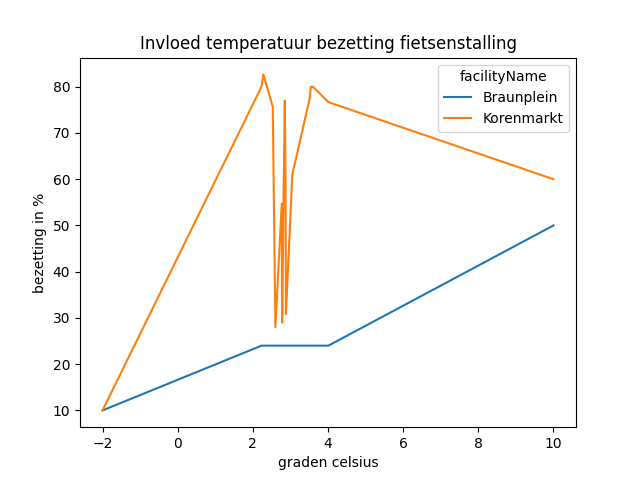 Invloed temperatuur bezetting fietsenstalling
facilityName
Braunplein
Korenmarkt
bezetting in %
80
70
60
50
40
30
20
10
−2
0
2
4
6
8
10
graden celsius